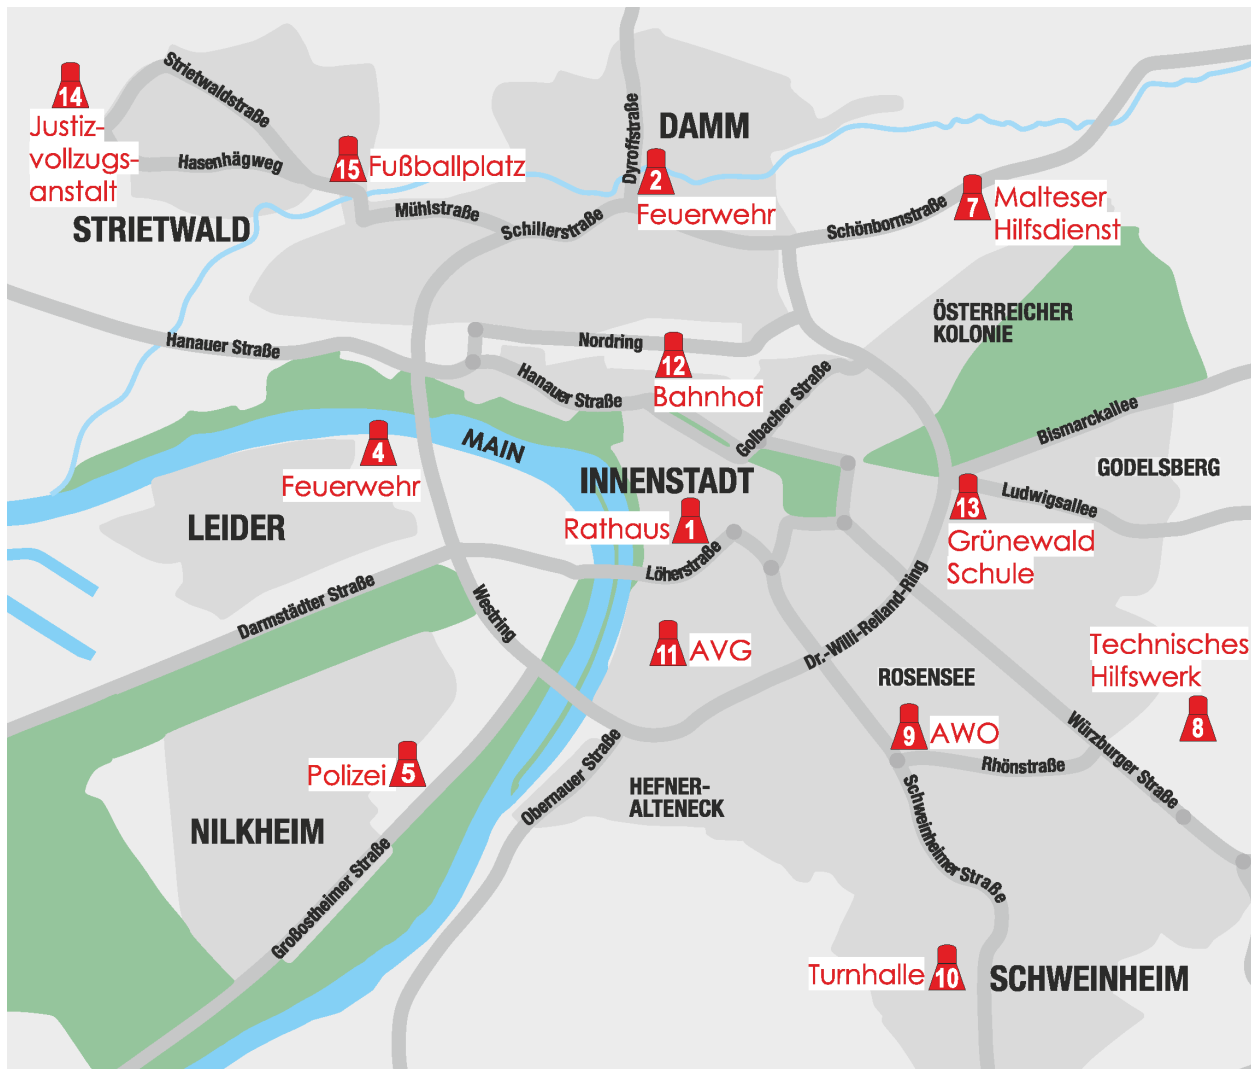 14
Justiz-
vollzugs-
anstalt
Strietwaldstraße
Hasenhägweg
STRIETWALD
15 Fußballplatz
Mühlstraße
Schillerstraße
Dyroffstraße
DAMM
2
Feuerwehr
Schönbornstraße
7 Malteser
Hilfsdienst
ÖSTERREICHER
KOLONIE
Hanauer Straße
Nordring
12
Bahnhof
Hanauer Straße
Golbacher Straße
Bismarckallee
GODELSBERG
4
Feuerwehr
MAIN
INNENSTADT
LEIDER
Rathaus 1
Löherstraße
13
Grünewald
Schule
Ludwigsallee
Darmstädter Straße
Westring
11 AVG
Dr.-Willi-Reiland-Ring
ROSENSEE
Technisches
Hilfswerk
8
9 AWO
Rhönstraße
Würzburger Straße
Polizei 5
Obernauer Straße
HEFNER-
ALTENECK
NILKHEIM
Großostheimer Straße
Schweinheimer Straße
Turnhalle 10
SCHWEINHEIM